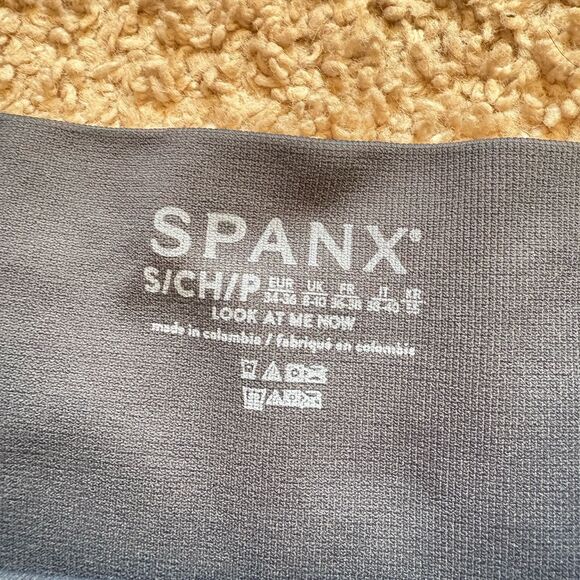 SPANX®
S/CH/P EUR 34-36 UK 8-10 FR 36-38 IT 38-40 KR 55
LOOK AT ME NOW
made in colombia / fabriqué en colombie